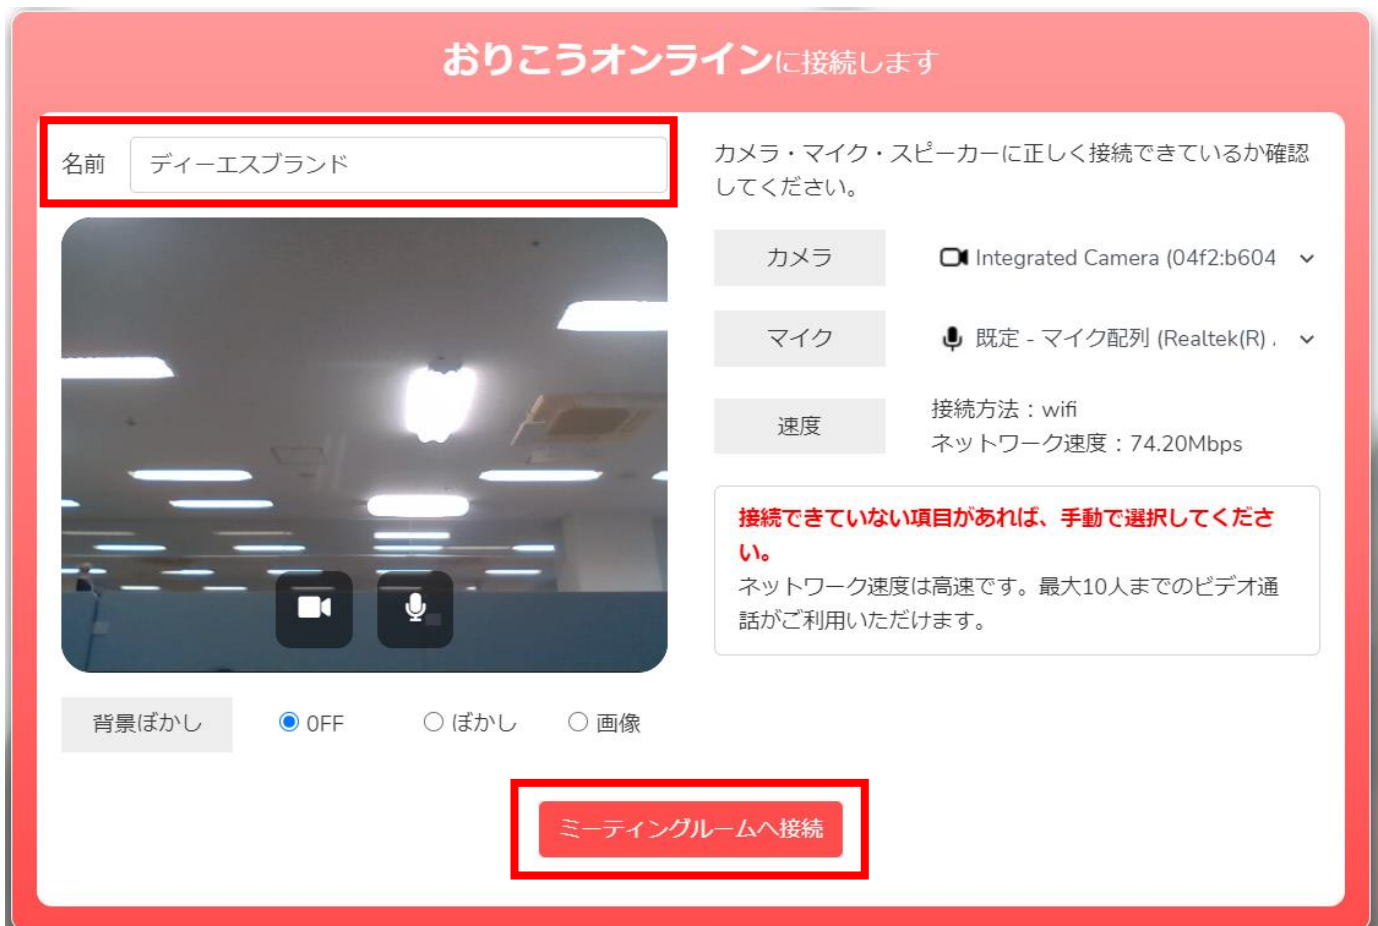 おりこうオンラインに接続します
名前
ディーエスブランド
カメラ・マイク・スピーカーに正しく接続できているか確認
してください。
カメラ
Integrated Camera (04f2:b604
マイク
既定 - マイク配列 (Realtek(R)
速度
接続方法：wifi
ネットワーク速度：74.20Mbps
接続できていない項目があれば、手動で選択してくださ
い。
ネットワーク速度は高速です。最大10人までのビデオ通
話がご利用いただけます。
背景ぼかし
OFF
ぼかし
画像
ミーティングルームへ接続